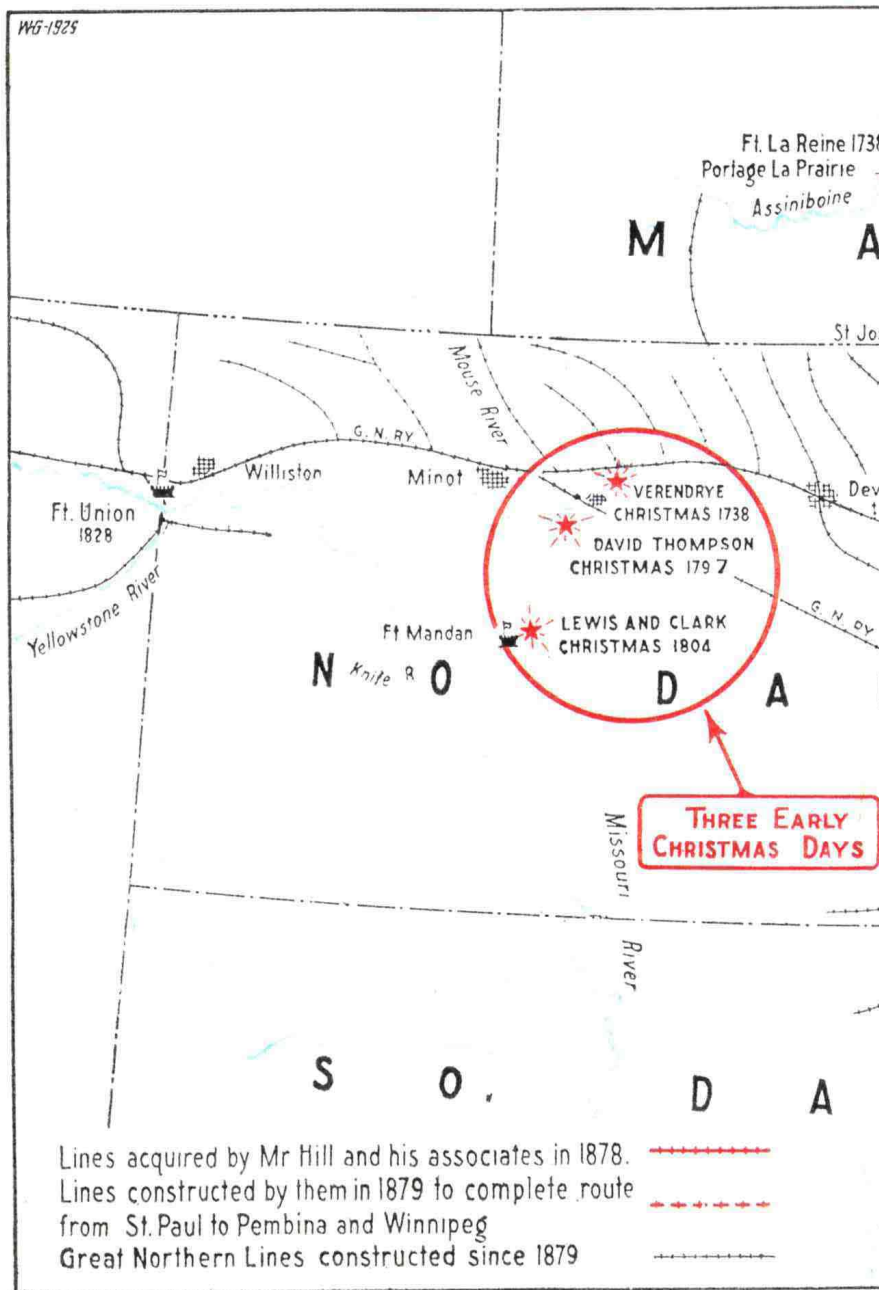 WG-1925
Ft. La Reine 1738
Portage La Prairie
Assiniboine
M A
St Jo
Mouse River
G. N. RY
Williston
Minot
Ft. Union
1828
VERENDRYE
CHRISTMAS 1738
Dev
DAVID THOMPSON
CHRISTMAS 1797
Yellowstone River
G. N. RY
Ft Mandan
LEWIS AND CLARK
CHRISTMAS 1804
N O D A
Knife R
THREE EARLY
CHRISTMAS DAYS
Missouri
River
S O. D A
Lines acquired by Mr Hill and his associates in 1878.
Lines constructed by them in 1879 to complete route
from St. Paul to Pembina and Winnipeg
Great Northern Lines constructed since 1879